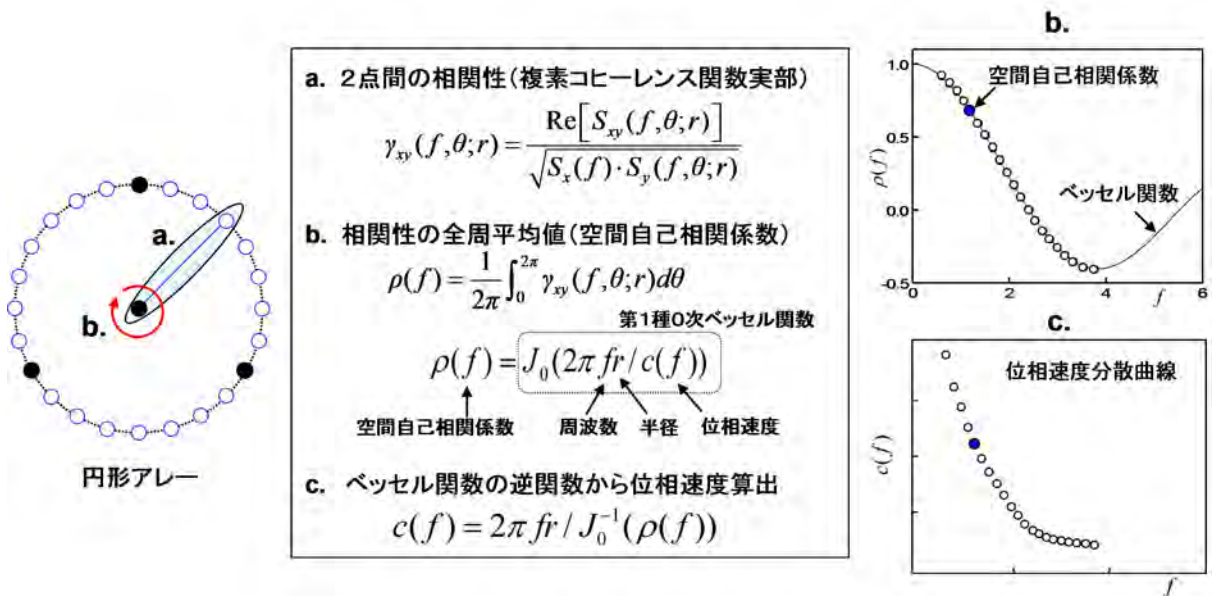 a.
b.
円形アレー
a. 2点間の相関性(複素コヒーレンス関数実部)
γxy(f,θ;r)=Re[Sxy(f,θ;r)]/√Sx(f)·Sy(f,θ;r)
b. 相関性の全周平均値(空間自己相関係数)
ρ(f)=1/2π∫₀^2π γxy(f,θ;r)dθ
第1種0次ベッセル関数
ρ(f)=J₀(2π fr/c(f))
空間自己相関係数 周波数 半径 位相速度
c. ベッセル関数の逆関数から位相速度算出
c(f)=2π fr/J₀⁻¹(ρ(f))
b.
1.0
空間自己相関係数
0.5
ρ(f)
ベッセル関数
0.0
-0.5
0 2 4 f 6
c.
位相速度分散曲線
c(f)
f